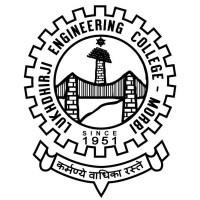 LUKHDHIRJI ENGINEERING COLLEGE - MORBI
SINCE
1951
कर्मण्ये वाधिका रस्ते